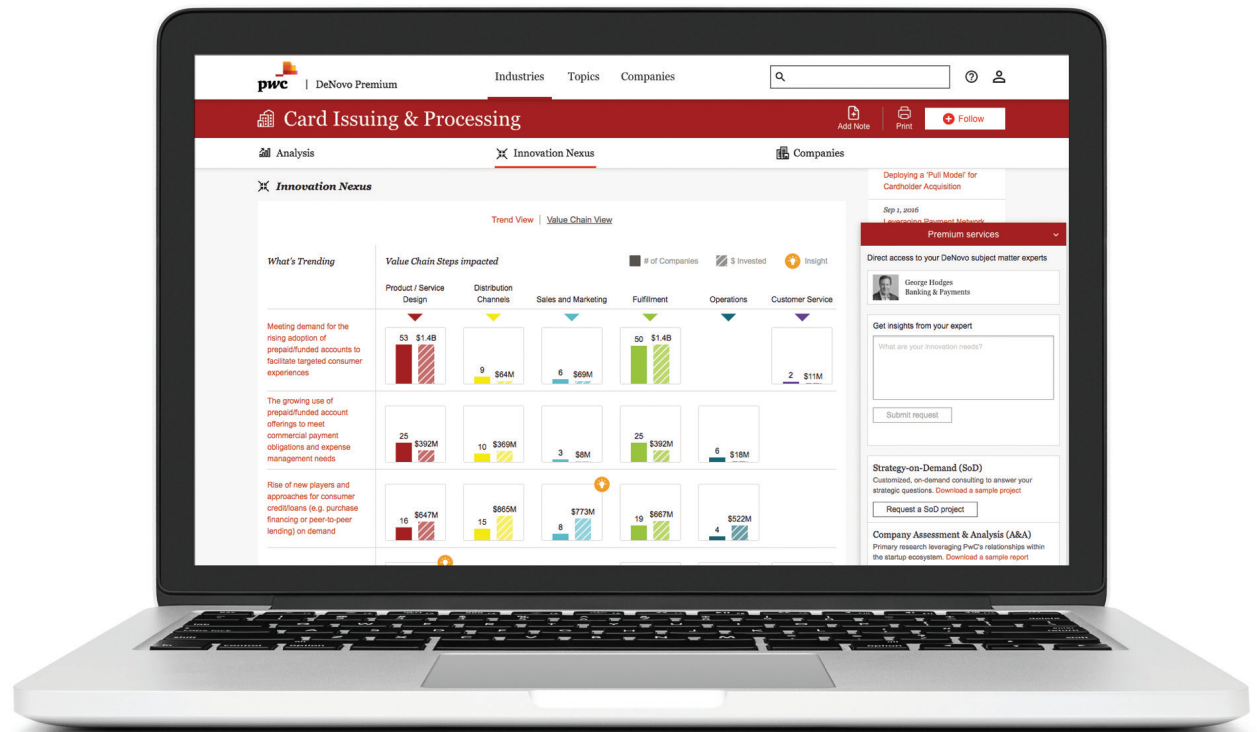 pwc | DeNovo Premium
Industries Topics Companies
Card Issuing & Processing
Add Note
Print
Follow
Analysis
Innovation Nexus
Companies
Innovation Nexus
Trend View | Value Chain View
What's Trending
Value Chain Steps impacted
# of Companies
$ Invested
Insight
Product / Service
Design
Distribution
Channels
Sales and Marketing
Fulfillment
Operations
Customer Service
Meeting demand for the
rising adoption of
prepaid/funded accounts to
facilitate targeted consumer
experiences
53 $1.4B
9 $64M
6 $69M
50 $1.4B
2 $11M
The growing use of
prepaid/funded account
offerings to meet
commercial payment
obligations and expense
management needs
25 $392M
10 $369M
3 $8M
25 $392M
6 $18M
Rise of new players and
approaches for consumer
credit/loans (e.g. purchase
financing or peer-to-peer
lending) on demand
16 $647M
15 $865M
8 $773M
19 $667M
4 $522M
Deploying a 'Pull Model' for
Cardholder Acquisition
Sep 1, 2016
Leveraging Payment Network
Premium services
Direct access to your DeNovo subject matter experts
George Hodges
Banking & Payments
Get insights from your expert
What are your innovation needs?
Submit request
Strategy-on-Demand (SoD)
Customized, on-demand consulting to answer your
strategic questions. Download a sample project
Request a SoD project
Company Assessment & Analysis (A&A)
Primary research leveraging PwC's relationships within
the startup ecosystem. Download a sample report